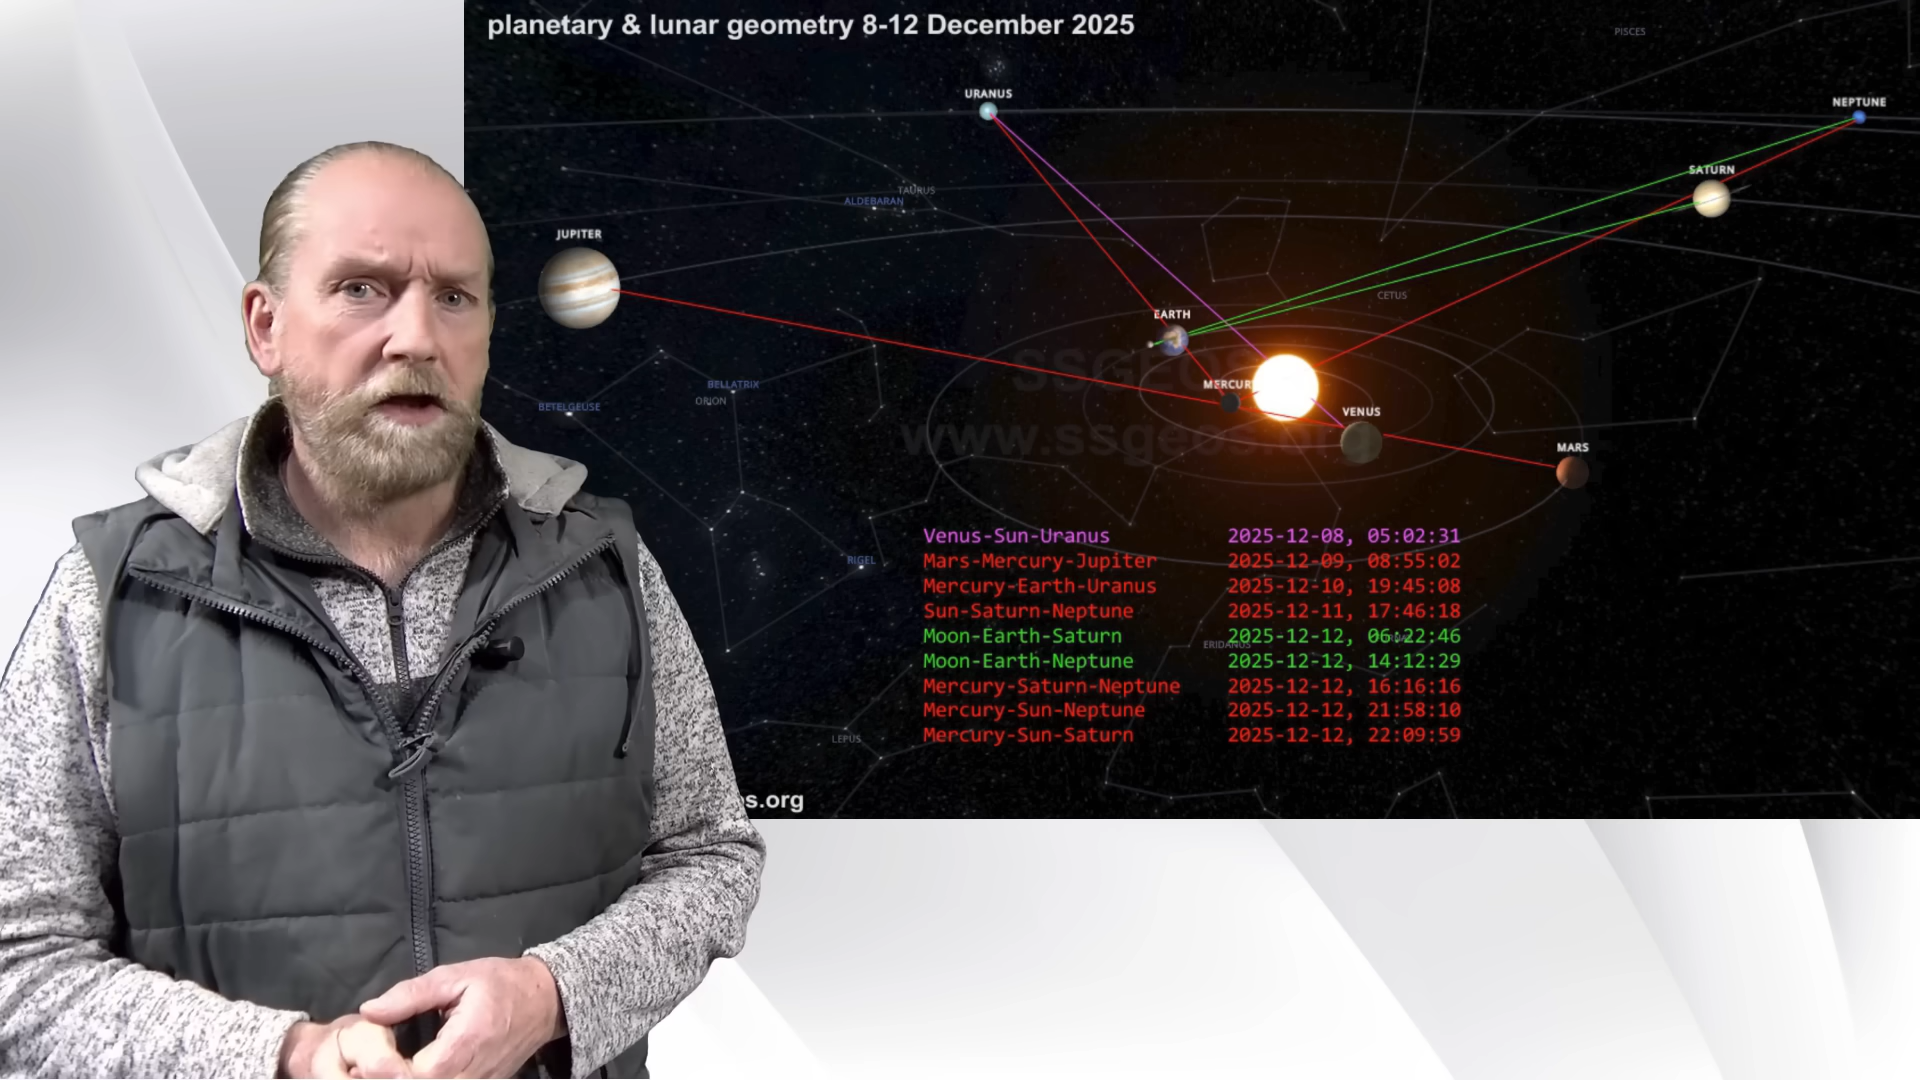 planetary & lunar geometry 8-12 December 2025
PISCES
URANUS
NEPTUNE
SATURN
TAURUS
ALDEBARAN
JUPITER
CETUS
EARTH
SSGEOS
MERCUR
BELLATRIX
ORION
BETELGEUSE
VENUS
www.ssgeos.org
MARS
Venus-Sun-Uranus 2025-12-08, 05:02:31
Mars-Mercury-Jupiter 2025-12-09, 08:55:02
RIGEL
Mercury-Earth-Uranus 2025-12-10, 19:45:08
Sun-Saturn-Neptune 2025-12-11, 17:46:18
Moon-Earth-Saturn 2025-12-12, 06:22:46
ERIDANUS
Moon-Earth-Neptune 2025-12-12, 14:12:29
Mercury-Saturn-Neptune 2025-12-12, 16:16:16
Mercury-Sun-Neptune 2025-12-12, 21:58:10
Mercury-Sun-Saturn 2025-12-12, 22:09:59
LEPUS
s.org